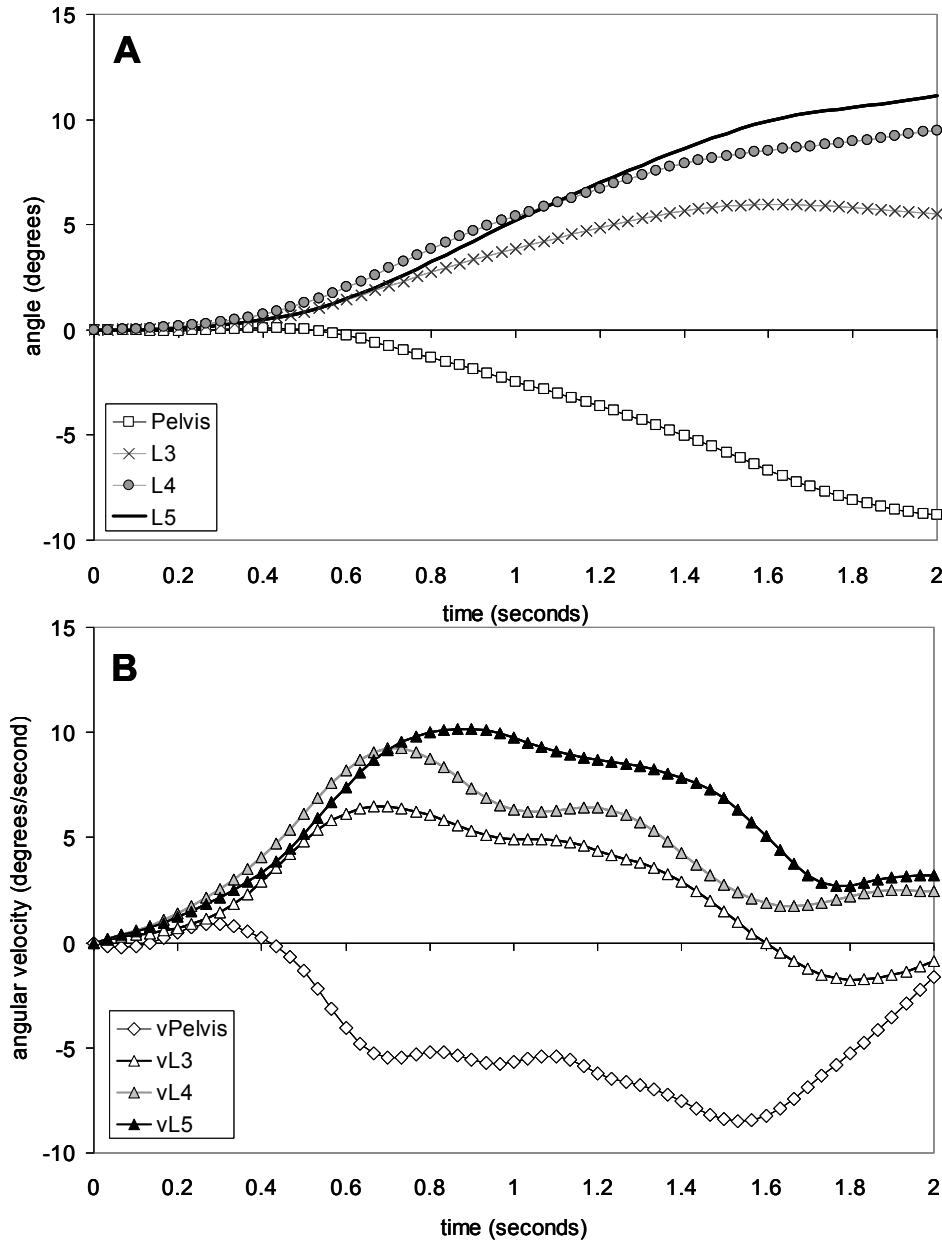 A
15
10
5
0
-5
-10
angle (degrees)
Pelvis
L3
L4
L5
0 0.2 0.4 0.6 0.8 1 1.2 1.4 1.6 1.8 2
time (seconds)
B
15
10
5
0
-5
-10
angular velocity (degrees/second)
vPelvis
vL3
vL4
vL5
0 0.2 0.4 0.6 0.8 1 1.2 1.4 1.6 1.8 2
time (seconds)